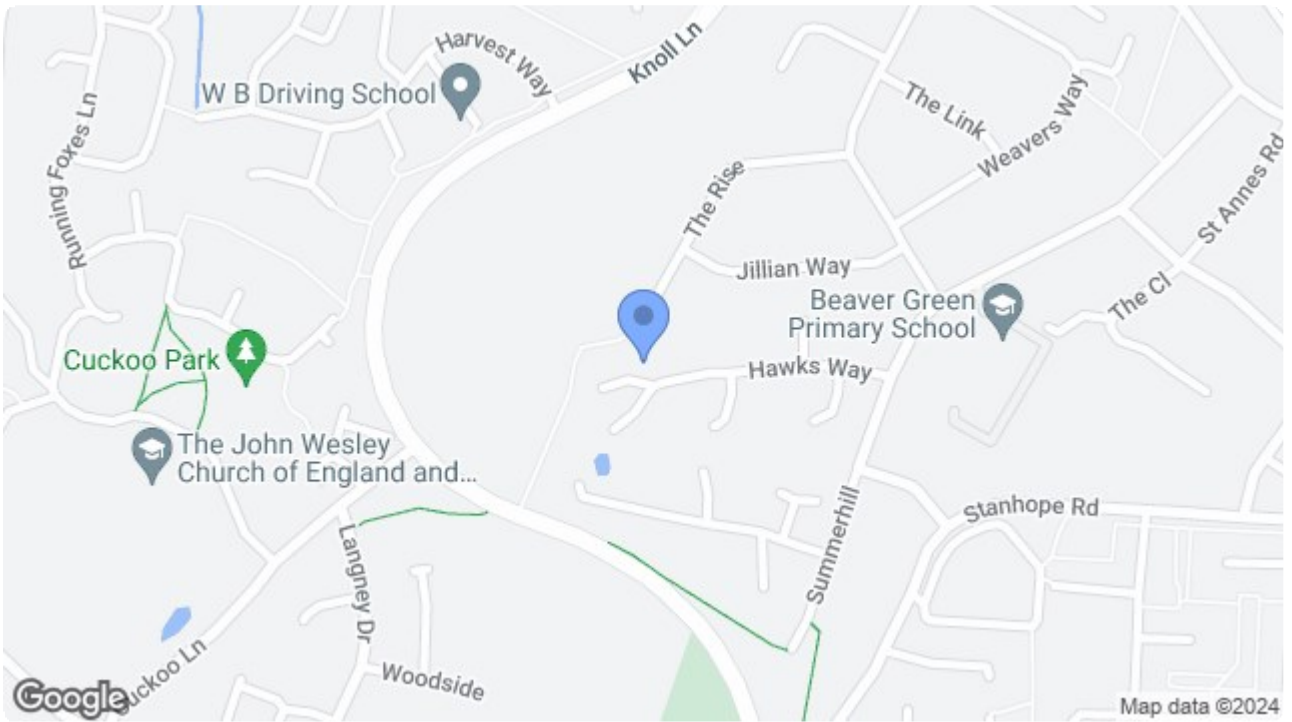 Harvest Way
Knoll Ln
W B Driving School
The Link
Weavers Way
Running Foxes Ln
The Rise
St Annes Rd
Jillian Way
Beaver Green
Primary School
The Cl
Cuckoo Park
Hawks Way
The John Wesley
Church of England and...
Stanhope Rd
Summerhill
Langney Dr
Cuckoo Ln
Woodside
Google
Map data ©2024